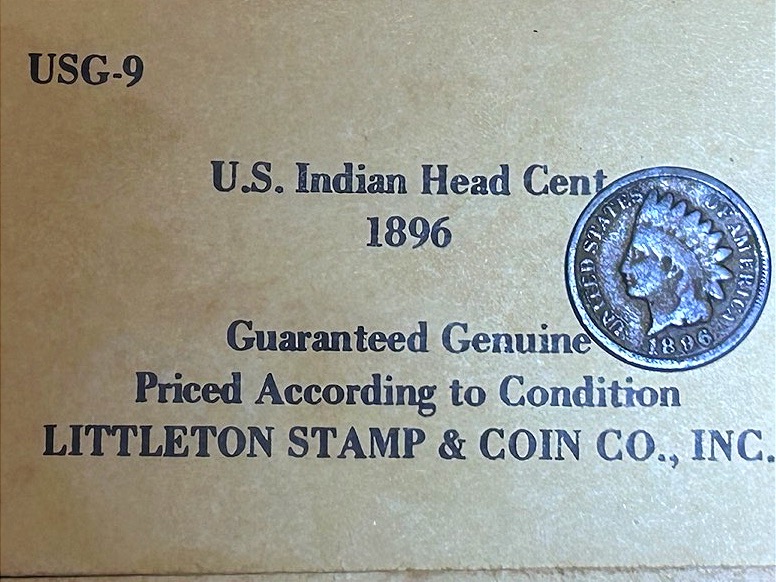 USG-9
U.S. Indian Head Cent
1896
Guaranteed Genuine
Priced According to Condition
LITTLETON STAMP & COIN CO., INC.
UNITED STATES OF AMERICA
1896